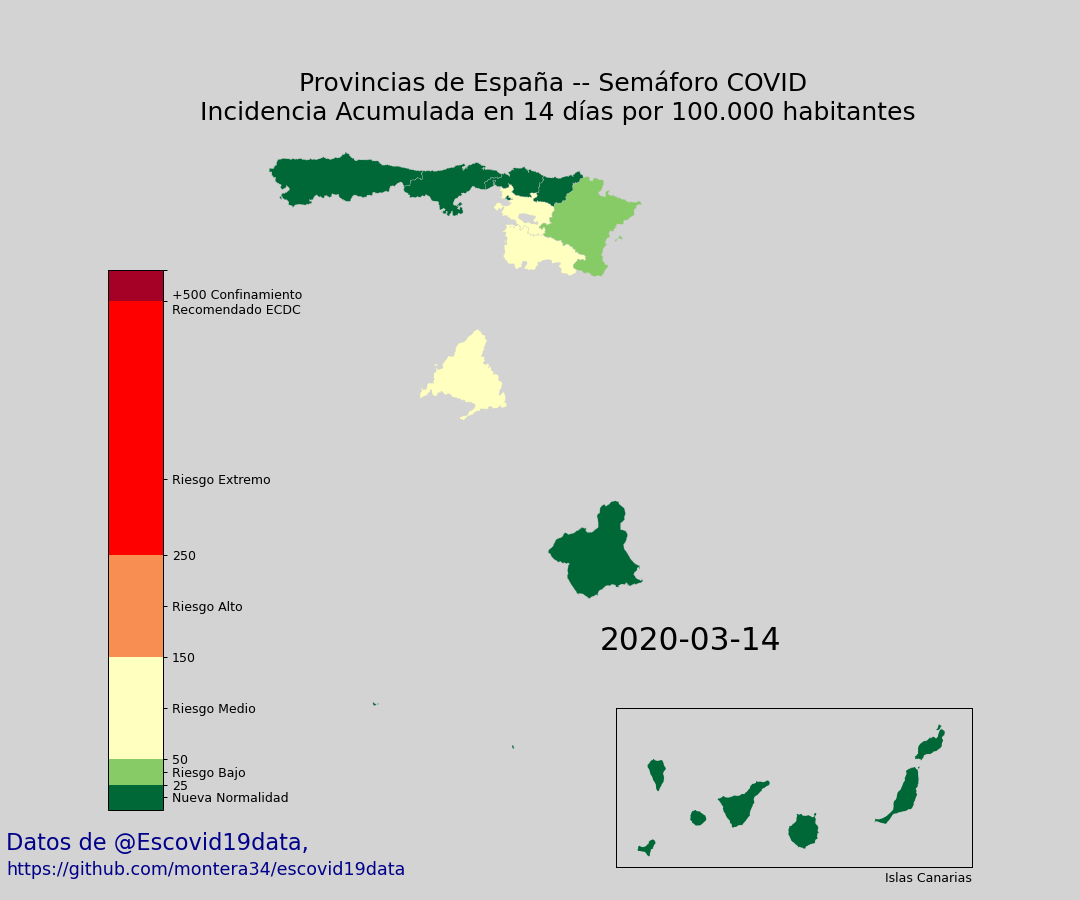 Provincias de España -- Semáforo COVID
Incidencia Acumulada en 14 días por 100.000 habitantes
+500 Confinamiento
Recomendado ECDC
Riesgo Extremo
250
Riesgo Alto
150
Riesgo Medio
50
Riesgo Bajo
25
Nueva Normalidad
2020-03-14
Islas Canarias
Datos de @Escovid19data,
https://github.com/montera34/escovid19data